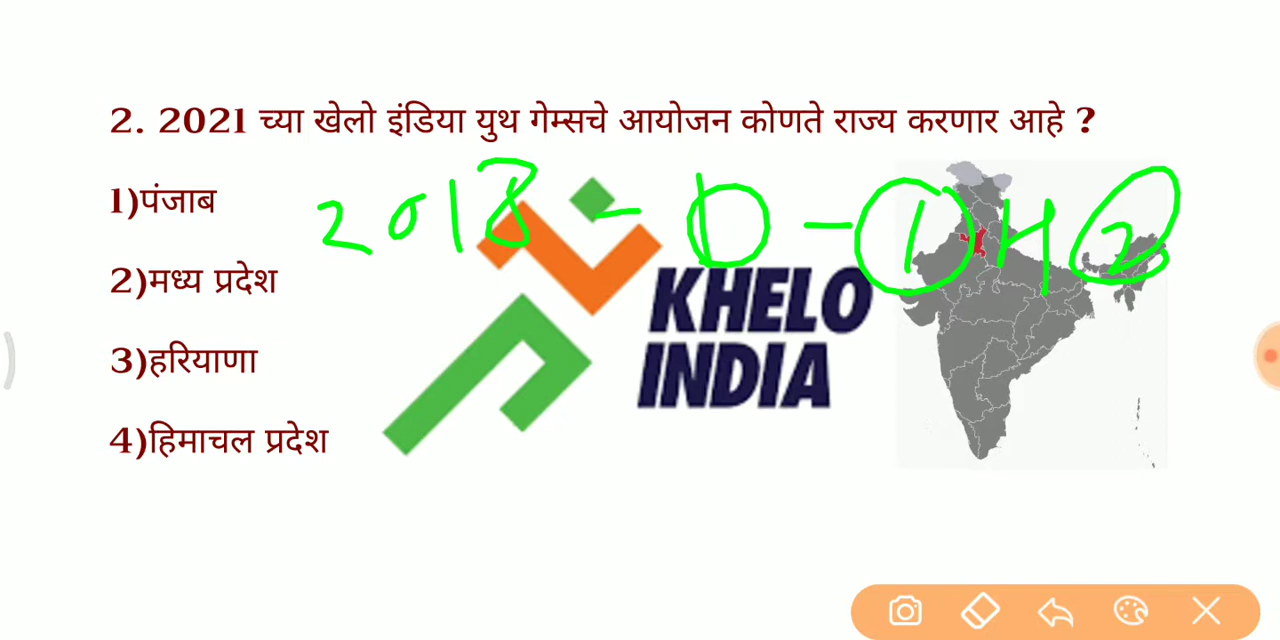 2. 2021 च्या खेलो इंडिया युथ गेम्सचे आयोजन कोणते राज्य करणार आहे ?
1)पंजाब
2018 - D - 1 H 2
2)मध्य प्रदेश
KHELO
INDIA
3)हरियाणा
4)हिमाचल प्रदेश